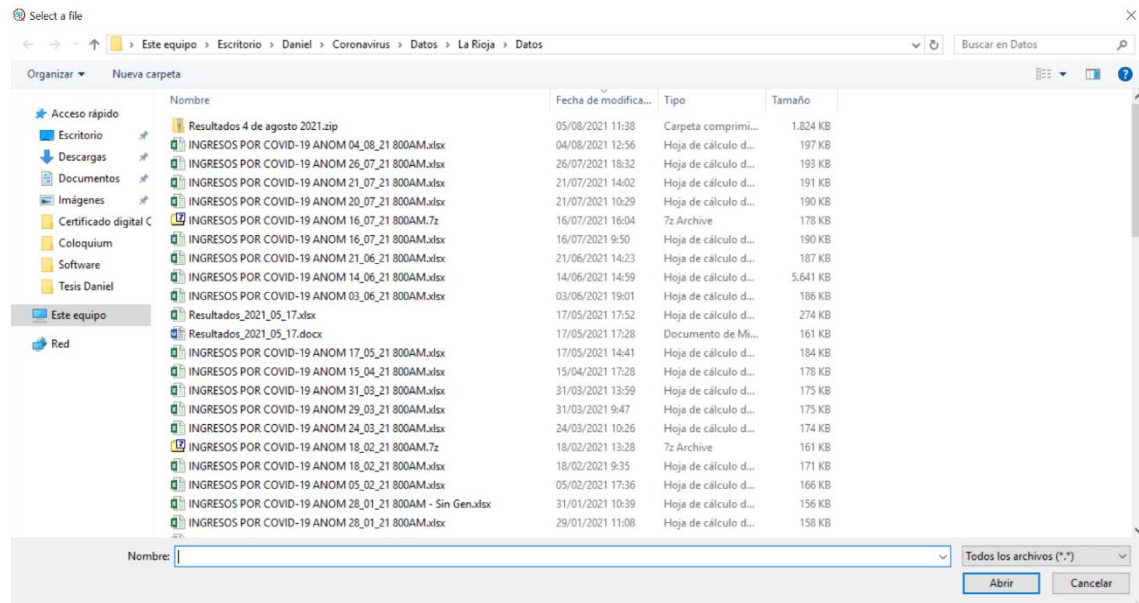 Select a file
Este equipo > Escritorio > Daniel > Coronavirus > Datos > La Rioja > Datos
Buscar en Datos
Organizar
Nueva carpeta
Acceso rápido
Escritorio
Descargas
Documentos
Imágenes
Certificado digital C
Coloquium
Software
Tesis Daniel
Este equipo
Red
Nombre Fecha de modifica... Tipo Tamaño
Resultados 4 de agosto 2021.zip 05/08/2021 11:38 Carpeta comprimi... 1.824 KB
INGRESOS POR COVID-19 ANOM 04_08_21 800AM.xlsx 04/08/2021 12:56 Hoja de cálculo d... 197 KB
INGRESOS POR COVID-19 ANOM 26_07_21 800AM.xlsx 26/07/2021 18:32 Hoja de cálculo d... 193 KB
INGRESOS POR COVID-19 ANOM 21_07_21 800AM.xlsx 21/07/2021 14:02 Hoja de cálculo d... 191 KB
INGRESOS POR COVID-19 ANOM 20_07_21 800AM.xlsx 21/07/2021 10:29 Hoja de cálculo d... 190 KB
INGRESOS POR COVID-19 ANOM 16_07_21 800AM.7z 16/07/2021 16:04 7z Archive 178 KB
INGRESOS POR COVID-19 ANOM 16_07_21 800AM.xlsx 16/07/2021 9:50 Hoja de cálculo d... 190 KB
INGRESOS POR COVID-19 ANOM 21_06_21 800AM.xlsx 21/06/2021 14:23 Hoja de cálculo d... 187 KB
INGRESOS POR COVID-19 ANOM 14_06_21 800AM.xlsx 14/06/2021 14:59 Hoja de cálculo d... 5.641 KB
INGRESOS POR COVID-19 ANOM 03_06_21 800AM.xlsx 03/06/2021 19:01 Hoja de cálculo d... 186 KB
Resultados_2021_05_17.xlsx 17/05/2021 17:52 Hoja de cálculo d... 274 KB
Resultados_2021_05_17.docx 17/05/2021 17:28 Documento de Mi... 161 KB
INGRESOS POR COVID-19 ANOM 17_05_21 800AM.xlsx 17/05/2021 14:41 Hoja de cálculo d... 184 KB
INGRESOS POR COVID-19 ANOM 15_04_21 800AM.xlsx 15/04/2021 17:28 Hoja de cálculo d... 178 KB
INGRESOS POR COVID-19 ANOM 31_03_21 800AM.xlsx 31/03/2021 13:59 Hoja de cálculo d... 175 KB
INGRESOS POR COVID-19 ANOM 29_03_21 800AM.xlsx 31/03/2021 9:47 Hoja de cálculo d... 175 KB
INGRESOS POR COVID-19 ANOM 24_03_21 800AM.xlsx 24/03/2021 10:26 Hoja de cálculo d... 174 KB
INGRESOS POR COVID-19 ANOM 18_02_21 800AM.7z 18/02/2021 13:28 7z Archive 161 KB
INGRESOS POR COVID-19 ANOM 18_02_21 800AM.xlsx 18/02/2021 9:35 Hoja de cálculo d... 171 KB
INGRESOS POR COVID-19 ANOM 05_02_21 800AM.xlsx 05/02/2021 17:36 Hoja de cálculo d... 166 KB
INGRESOS POR COVID-19 ANOM 28_01_21 800AM - Sin Gen.xlsx 31/01/2021 10:39 Hoja de cálculo d... 156 KB
INGRESOS POR COVID-19 ANOM 28_01_21 800AM.xlsx 29/01/2021 11:08 Hoja de cálculo d... 158 KB
Nombre:
Todos los archivos (*.*)
Abrir
Cancelar